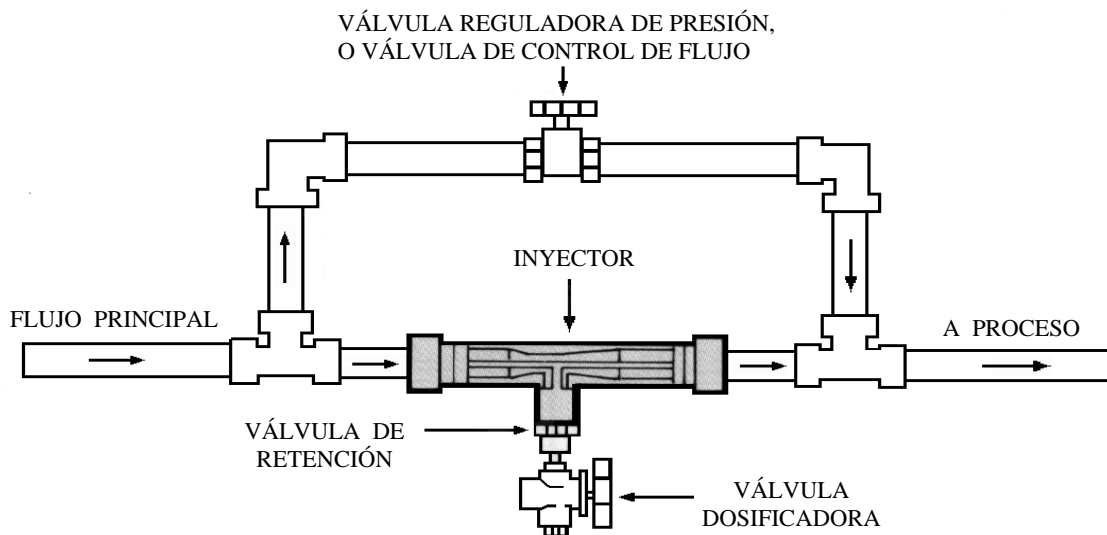 VÁLVULA REGULADORA DE PRESIÓN,
O VÁLVULA DE CONTROL DE FLUJO
INYECTOR
FLUJO PRINCIPAL
A PROCESO
VÁLVULA DE
RETENCIÓN
VÁLVULA
DOSIFICADORA